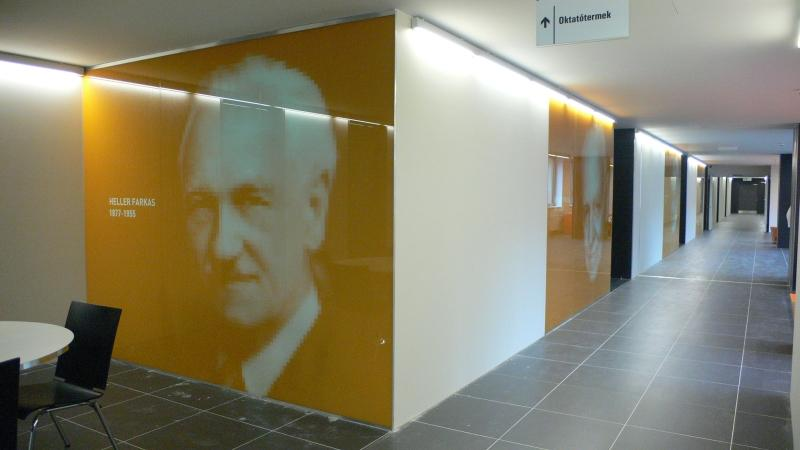 Oktatótermek
HELLER FARKAS
1877-1955